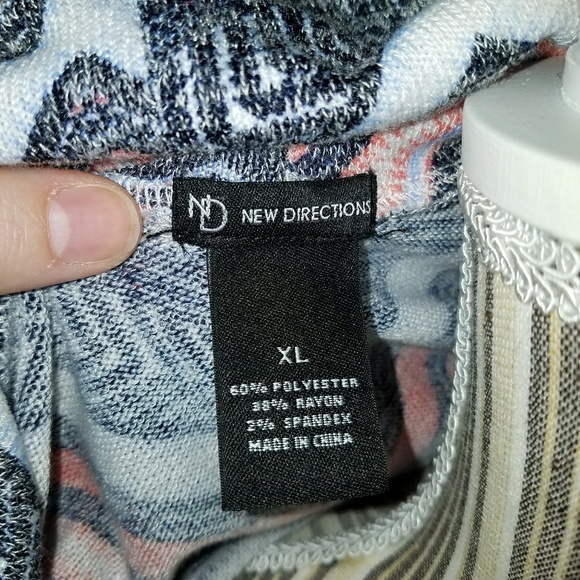 ND NEW DIRECTIONS
XL
60% POLYESTER
38% RAYON
2% SPANDEX
MADE IN CHINA